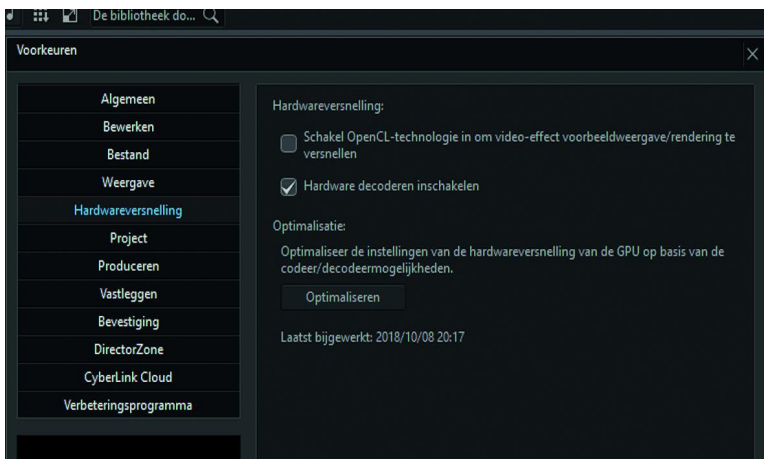 De bibliotheek do...
Voorkeuren
Algemeen
Bewerken
Bestand
Weergave
Hardwareversnelling
Project
Produceren
Vastleggen
Bevestiging
DirectorZone
CyberLink Cloud
Verbeteringsprogramma
Hardwareversnelling:
Schakel OpenCL-technologie in om video-effect voorbeeldweergave/rendering te
versnellen
Hardware decoderen inschakelen
Optimalisatie:
Optimaliseer de instellingen van de hardwareversnelling van de GPU op basis van de
codeer/decodeermogelijkheden.
Optimaliseren
Laatst bijgewerkt: 2018/10/08 20:17